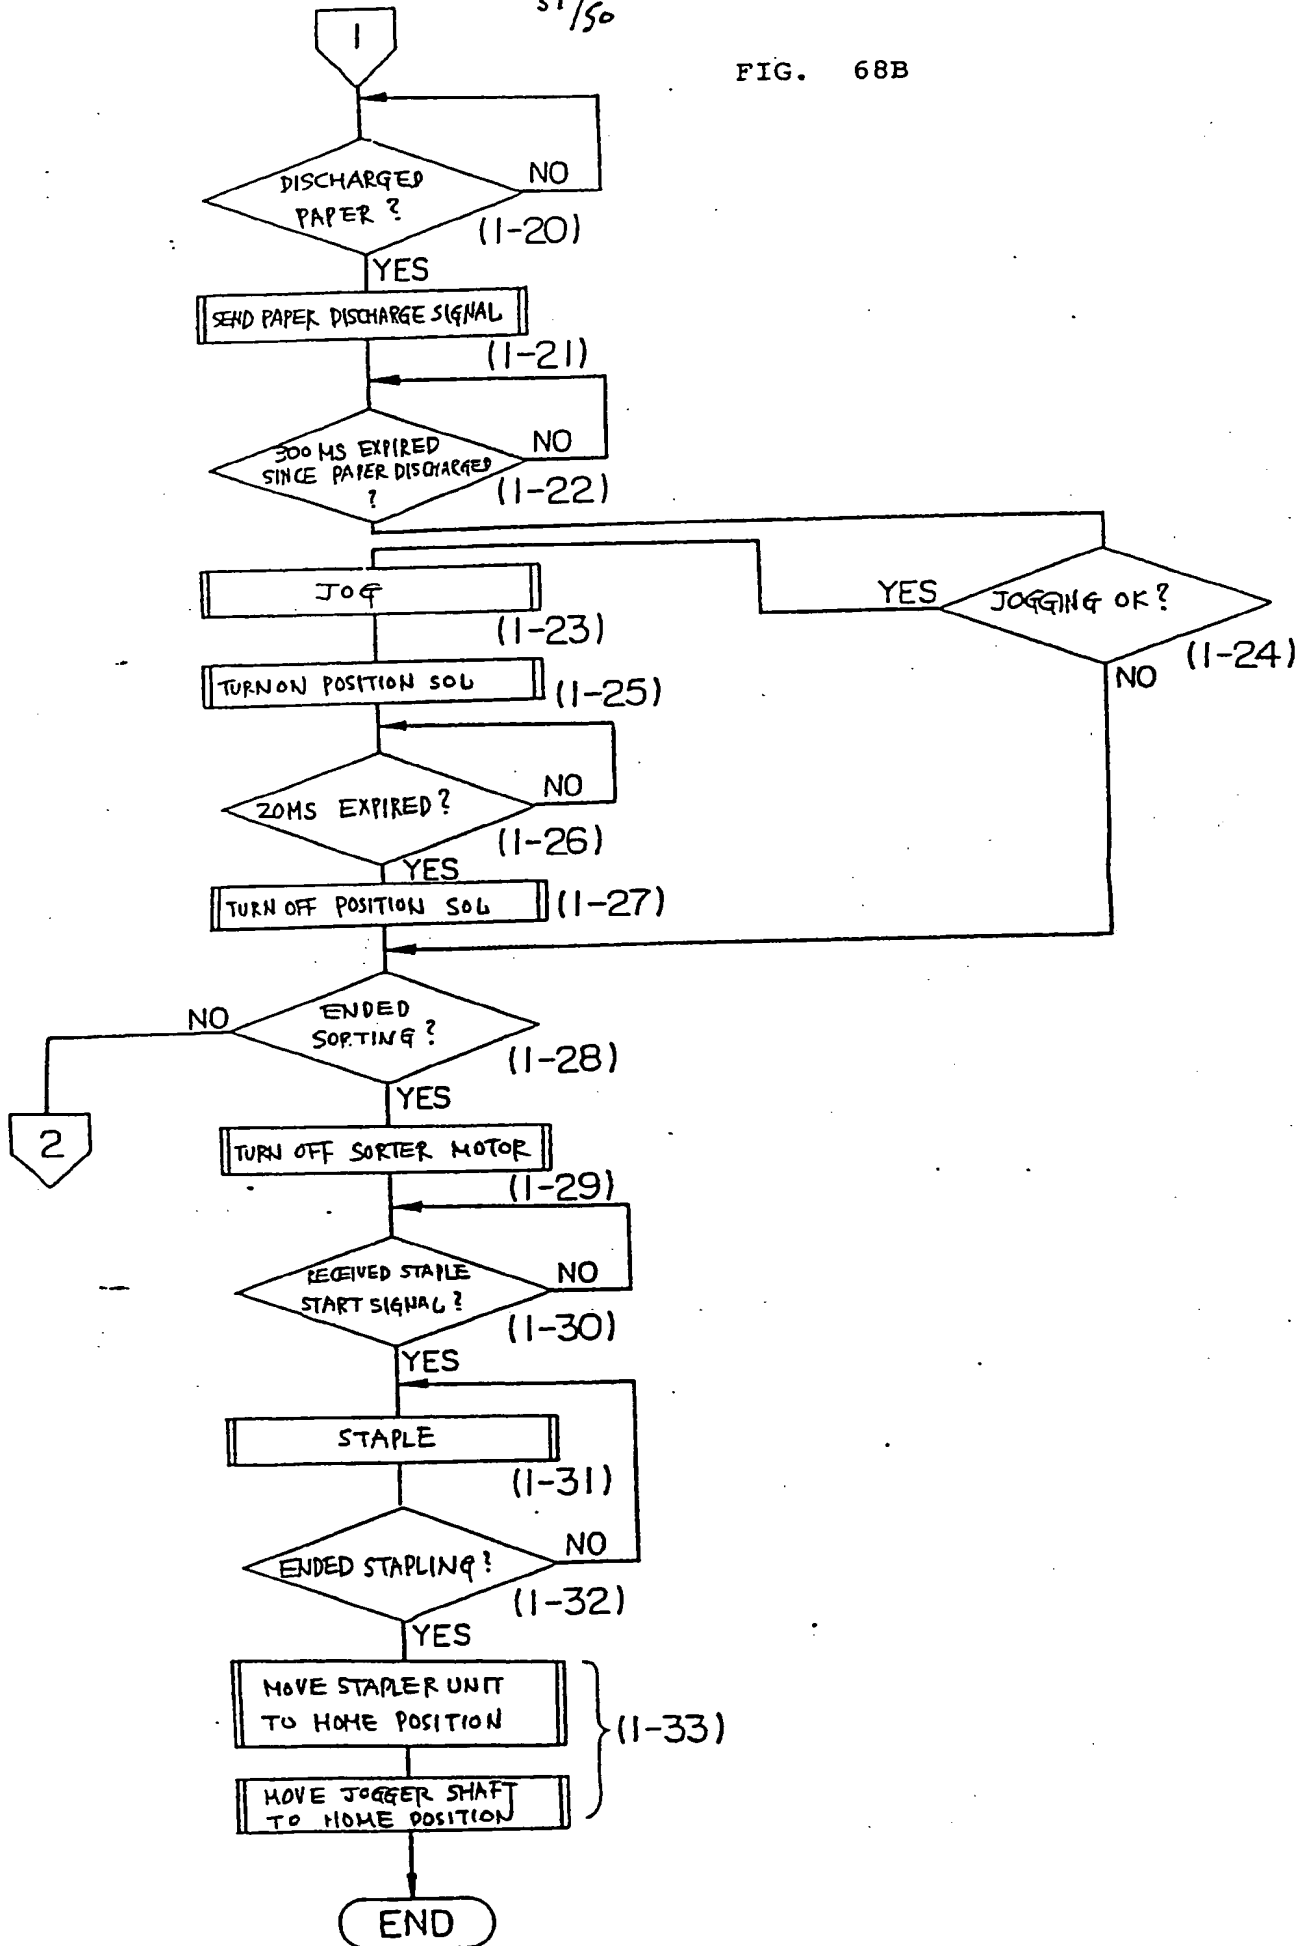 1
FIG. 68B
DISCHARGED
PAPER ?
NO
(1-20)
YES
SEND PAPER DISCHARGE SIGNAL
(1-21)
300 MS EXPIRED
SINCE PAPER DISCHARGED
?
NO
(1-22)
JOG
(1-23)
YES
JOGGING OK?
(1-24)
NO
TURN ON POSITION SOL
(1-25)
20MS EXPIRED?
NO
(1-26)
YES
TURN OFF POSITION SOL
(1-27)
NO
ENDED
SORTING?
(1-28)
YES
2
TURN OFF SORTER MOTOR
(1-29)
RECEIVED STAPLE
START SIGNAL?
NO
(1-30)
YES
STAPLE
(1-31)
ENDED STAPLING?
NO
(1-32)
YES
MOVE STAPLER UNIT
TO HOME POSITION
(1-33)
MOVE JOGGER SHAFT
TO HOME POSITION
END